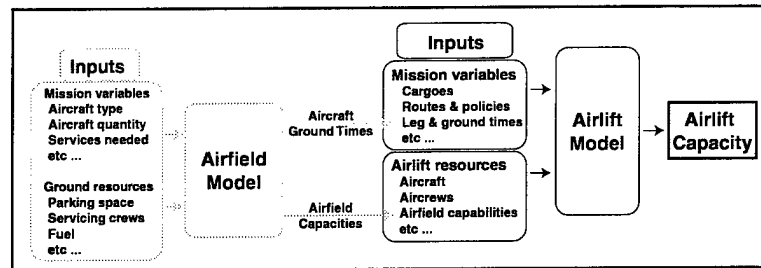 Inputs
Mission variables
Aircraft type
Aircraft quantity
Services needed
etc ...
Ground resources
Parking space
Servicing crews
Fuel
etc ...
Airfield
Model
Aircraft
Ground Times
Airfield
Capacities
Inputs
Mission variables
Cargoes
Routes & policies
Leg & ground times
etc ...
Airlift resources
Aircraft
Aircrews
Airfield capabilities
etc ...
Airlift
Model
Airlift
Capacity